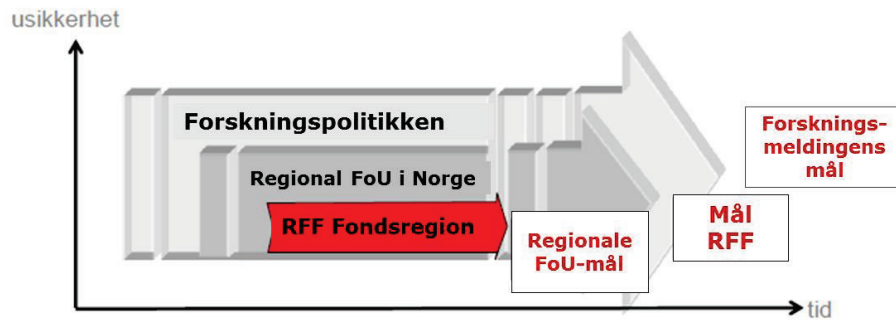 usikkerhet
Forskningspolitikken
Forsknings-
meldingens
mål
Regional FoU i Norge
RFF Fondsregion
Mål
RFF
Regionale
FoU-mål
tid